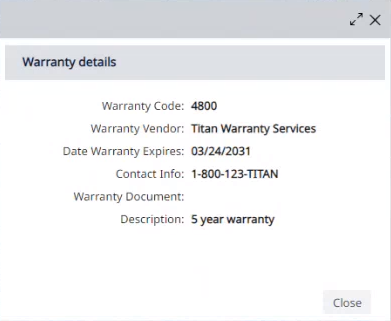 Warranty details
Warranty Code: 4800
Warranty Vendor: Titan Warranty Services
Date Warranty Expires: 03/24/2031
Contact Info: 1-800-123-TITAN
Warranty Document:
Description: 5 year warranty
Close